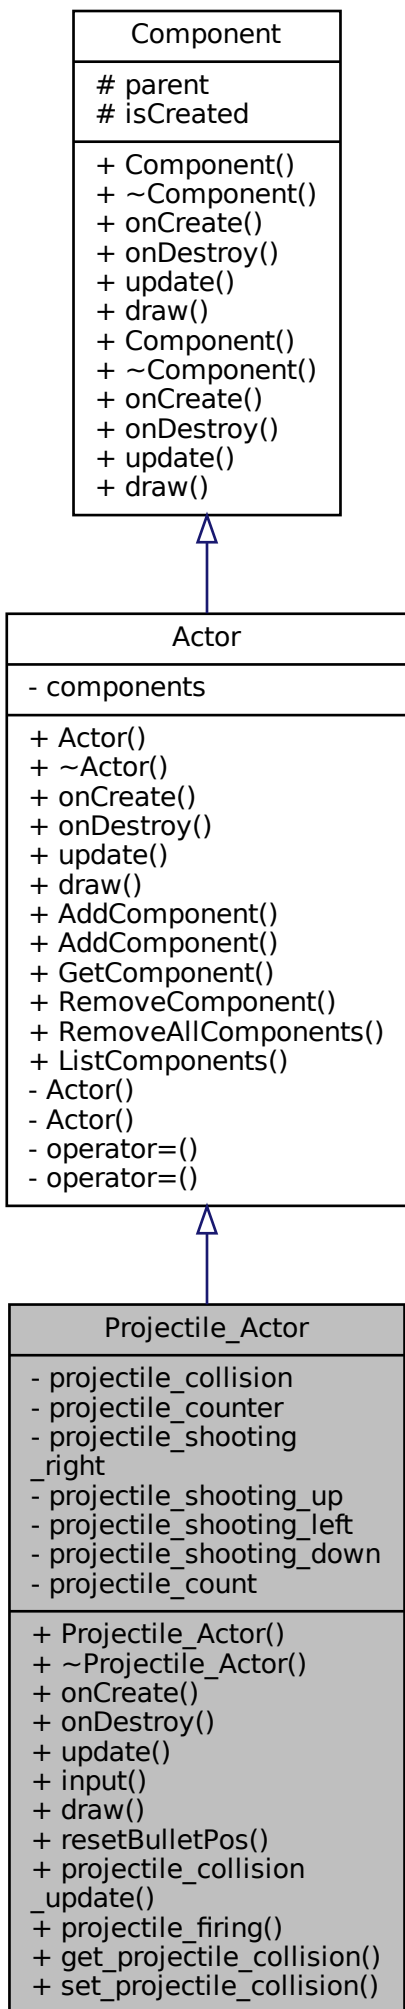 Component
# parent
# isCreated
+ Component()
+ ~Component()
+ onCreate()
+ onDestroy()
+ update()
+ draw()
+ Component()
+ ~Component()
+ onCreate()
+ onDestroy()
+ update()
+ draw()
Actor
- components
+ Actor()
+ ~Actor()
+ onCreate()
+ onDestroy()
+ update()
+ draw()
+ AddComponent()
+ AddComponent()
+ GetComponent()
+ RemoveComponent()
+ RemoveAllComponents()
+ ListComponents()
- Actor()
- Actor()
- operator=()
- operator=()
Projectile_Actor
- projectile_collision
- projectile_counter
- projectile_shooting
_right
- projectile_shooting_up
- projectile_shooting_left
- projectile_shooting_down
- projectile_count
+ Projectile_Actor()
+ ~Projectile_Actor()
+ onCreate()
+ onDestroy()
+ update()
+ input()
+ draw()
+ resetBulletPos()
+ projectile_collision
_update()
+ projectile_firing()
+ get_projectile_collision()
+ set_projectile_collision()